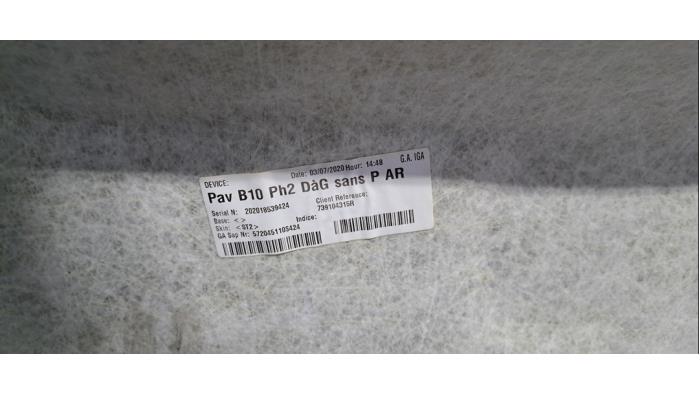 DEVICE: Date: 03/07/2020 Hour: 14:48 G.A. IGA
Pav B10 Ph2 DàG sans P AR
Serial N: 202018539424 Client Reference:
Base: <> 739104315R
Skin: <ST2> Indice:
GA Sap Nr: 572045110S424